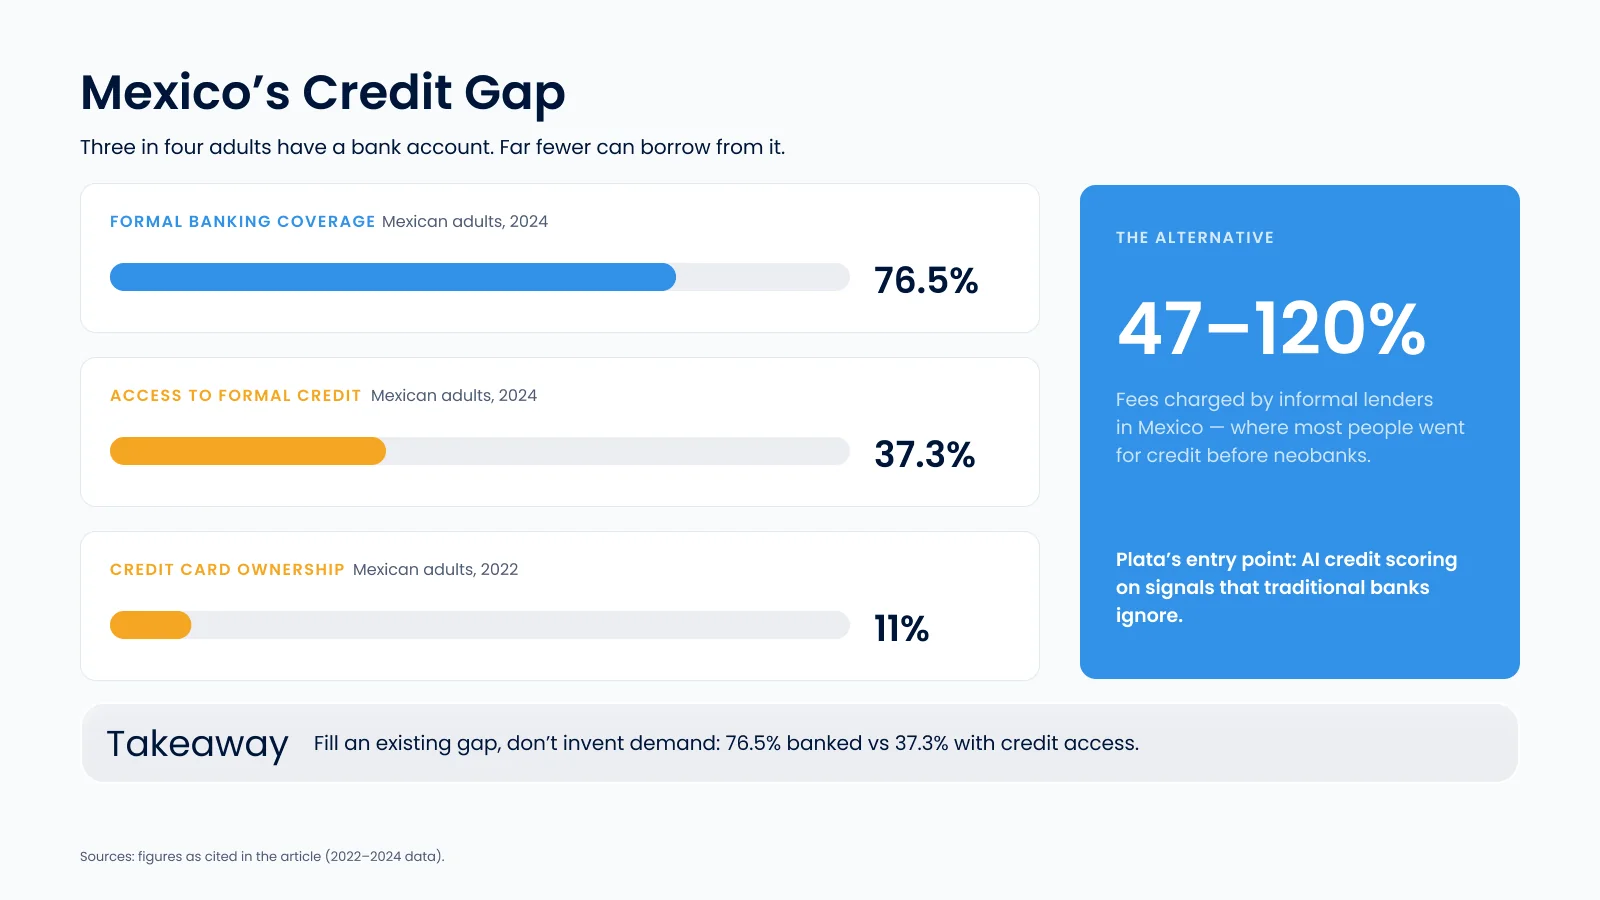 Mexico’s Credit Gap
Three in four adults have a bank account. Far fewer can borrow from it.
FORMAL BANKING COVERAGE Mexican adults, 2024
76.5%
ACCESS TO FORMAL CREDIT Mexican adults, 2024
37.3%
CREDIT CARD OWNERSHIP Mexican adults, 2022
11%
THE ALTERNATIVE
47–120%
Fees charged by informal lenders
in Mexico — where most people went
for credit before neobanks.
Plata’s entry point: AI credit scoring
on signals that traditional banks
ignore.
Takeaway Fill an existing gap, don’t invent demand: 76.5% banked vs 37.3% with credit access.
Sources: figures as cited in the article (2022–2024 data).